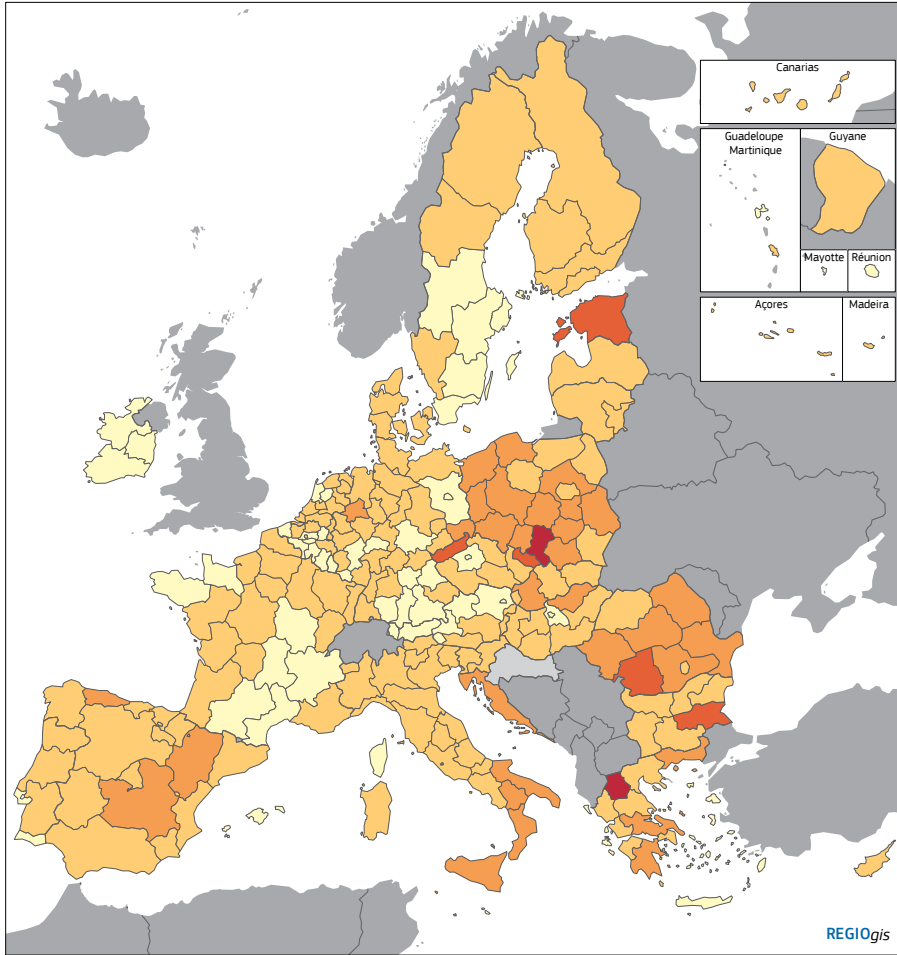 Canarias
Guadeloupe
Martinique
Guyane
Mayotte
Réunion
Açores
Madeira
REGIOgis